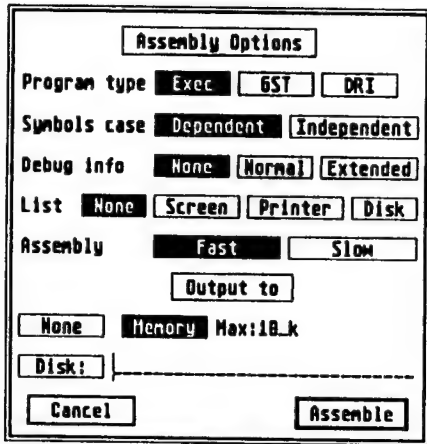 Assembly Options
Program type Exec GST DRI
Symbols case Dependent Independent
Debug info None Normal Extended
List None Screen Printer Disk
Assembly Fast Slow
Output to
None Memory Max:10_k
Disk:
Cancel Assemble